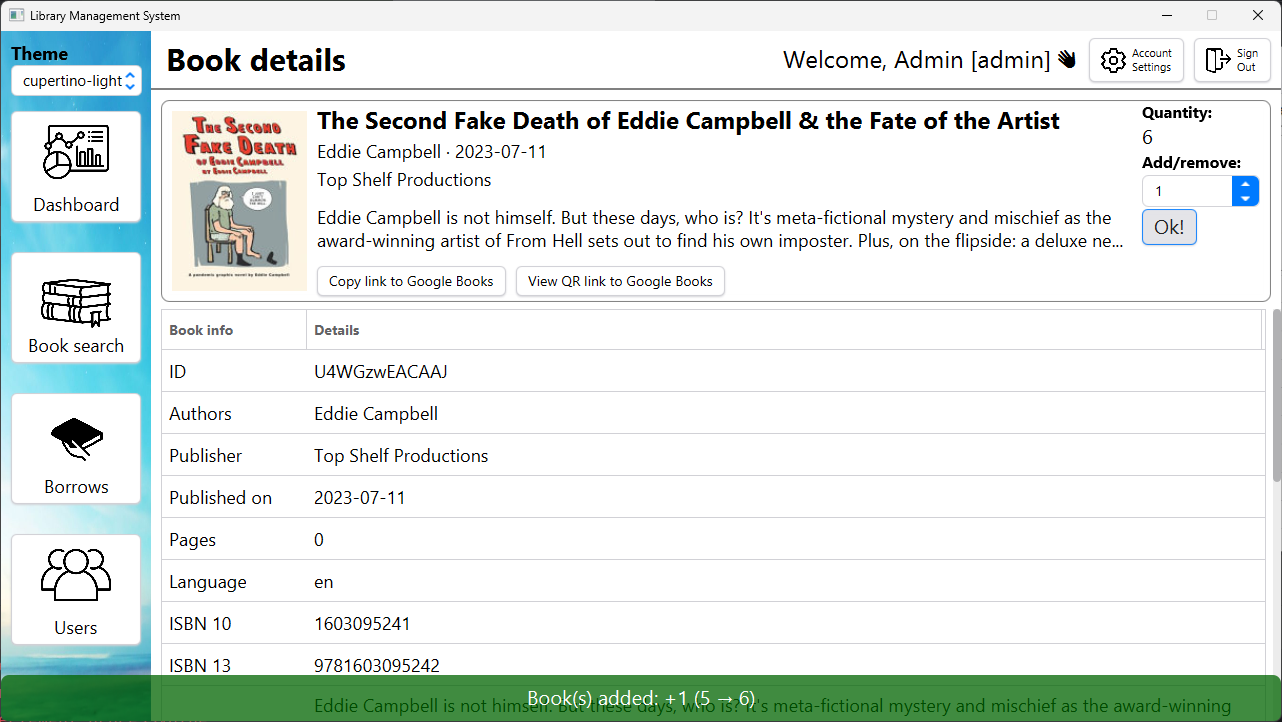 Library Management System
Theme
cupertino-light
Dashboard
Book search
Borrows
Users
Book details
Welcome, Admin [admin]
Account
Settings
Sign
Out
THE SECOND
FAKE DEATH
OF EDDIE CAMPBELL
BY EDDIE CAMPBELL
A pandemic graphic novel by Eddie Campbell
The Second Fake Death of Eddie Campbell & the Fate of the Artist
Eddie Campbell · 2023-07-11
Top Shelf Productions
Eddie Campbell is not himself. But these days, who is? It's meta-fictional mystery and mischief as the
award-winning artist of From Hell sets out to find his own imposter. Plus, on the flipside: a deluxe ne...
Copy link to Google Books
View QR link to Google Books
Quantity:
6
Add/remove:
1
Ok!
Book info Details
ID U4WGzwEACAAJ
Authors Eddie Campbell
Publisher Top Shelf Productions
Published on 2023-07-11
Pages 0
Language en
ISBN 10 1603095241
ISBN 13 9781603095242
Eddie Campbell is not himself. But these days, who is? It's meta-fictional mystery and mischief as the award-winning
Book(s) added: +1 (5 → 6)